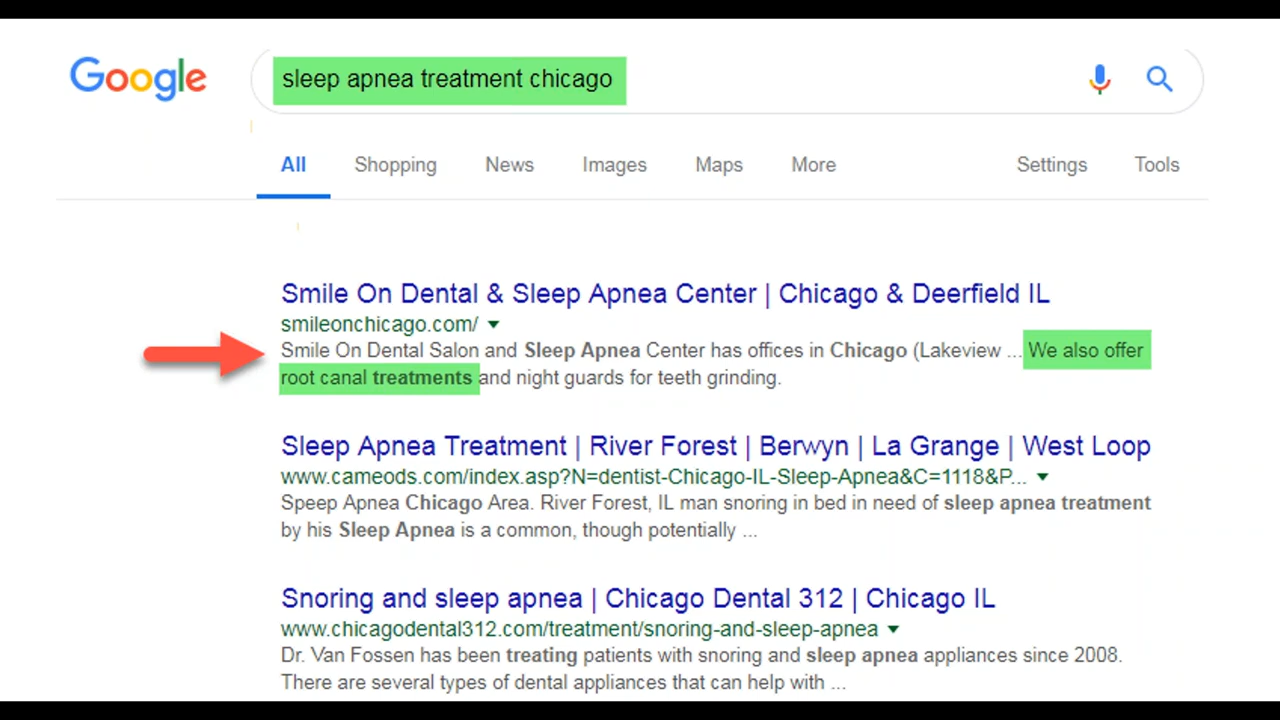 Google
sleep apnea treatment chicago
All Shopping News Images Maps More Settings Tools
Smile On Dental & Sleep Apnea Center | Chicago & Deerfield IL
smileonchicago.com/
Smile On Dental Salon and Sleep Apnea Center has offices in Chicago (Lakeview ... We also offer
root canal treatments and night guards for teeth grinding.
Sleep Apnea Treatment | River Forest | Berwyn | La Grange | West Loop
www.cameods.com/index.asp?N=dentist-Chicago-IL-Sleep-Apnea&C=1118&P...
Speep Apnea Chicago Area. River Forest, IL man snoring in bed in need of sleep apnea treatment
by his Sleep Apnea is a common, though potentially ...
Snoring and sleep apnea | Chicago Dental 312 | Chicago IL
www.chicagodental312.com/treatment/snoring-and-sleep-apnea
Dr. Van Fossen has been treating patients with snoring and sleep apnea appliances since 2008.
There are several types of dental appliances that can help with ...